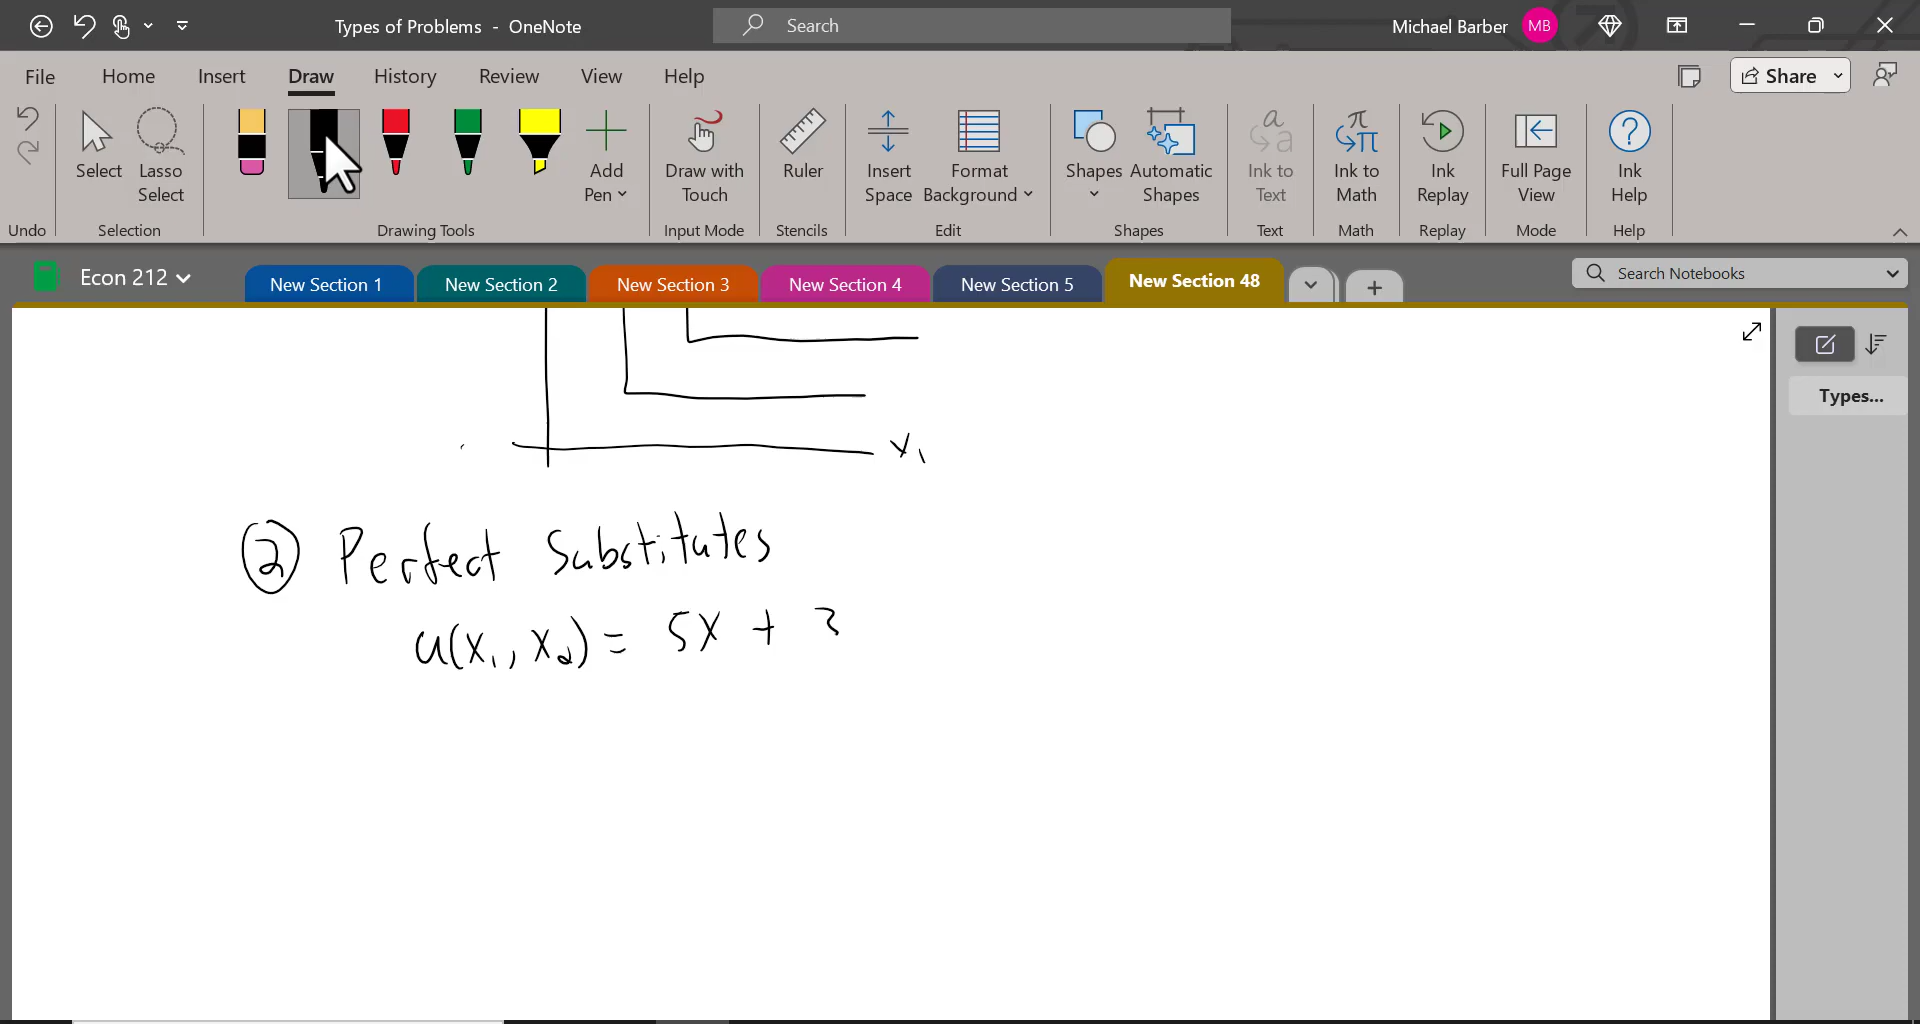 Types of Problems - OneNote
Search
Michael Barber
MB
File Home Insert Draw History Review View Help
Share
Select
Lasso Select
Add Pen
Draw with Touch
Ruler
Insert Space
Format Background
Shapes
Automatic Shapes
Ink to Text
Ink to Math
Ink Replay
Full Page View
Ink Help
Undo
Selection
Drawing Tools
Input Mode
Stencils
Edit
Shapes
Text
Math
Replay
Mode
Help
Econ 212
New Section 1
New Section 2
New Section 3
New Section 4
New Section 5
New Section 48
Search Notebooks
Types...
x₁
② Perfect Substitutes
u(x₁, x₂) = 5x + 3